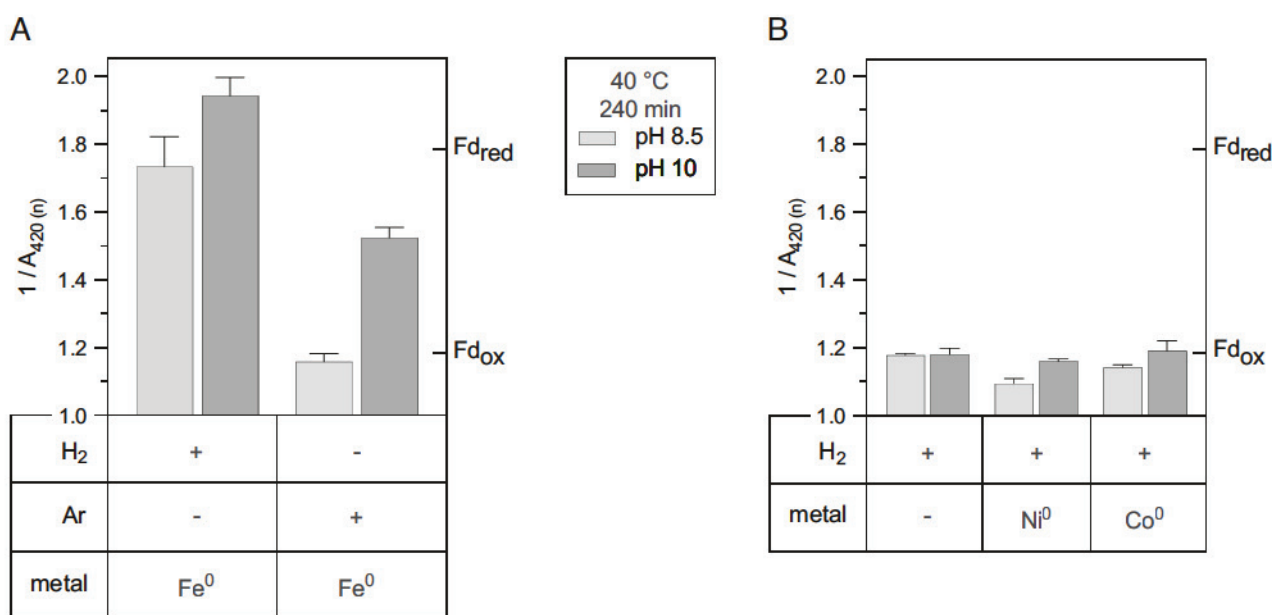 A
2.0
1.8
1.6
1.4
1.2
1.0
1 / A420 (n)
Fdred
Fdox
H2 + -
Ar - +
metal Fe0 Fe0
40 °C
240 min
pH 8.5
pH 10
B
2.0
1.8
1.6
1.4
1.2
1.0
1 / A420 (n)
Fdred
Fdox
H2 + + +
metal - Ni0 Co0